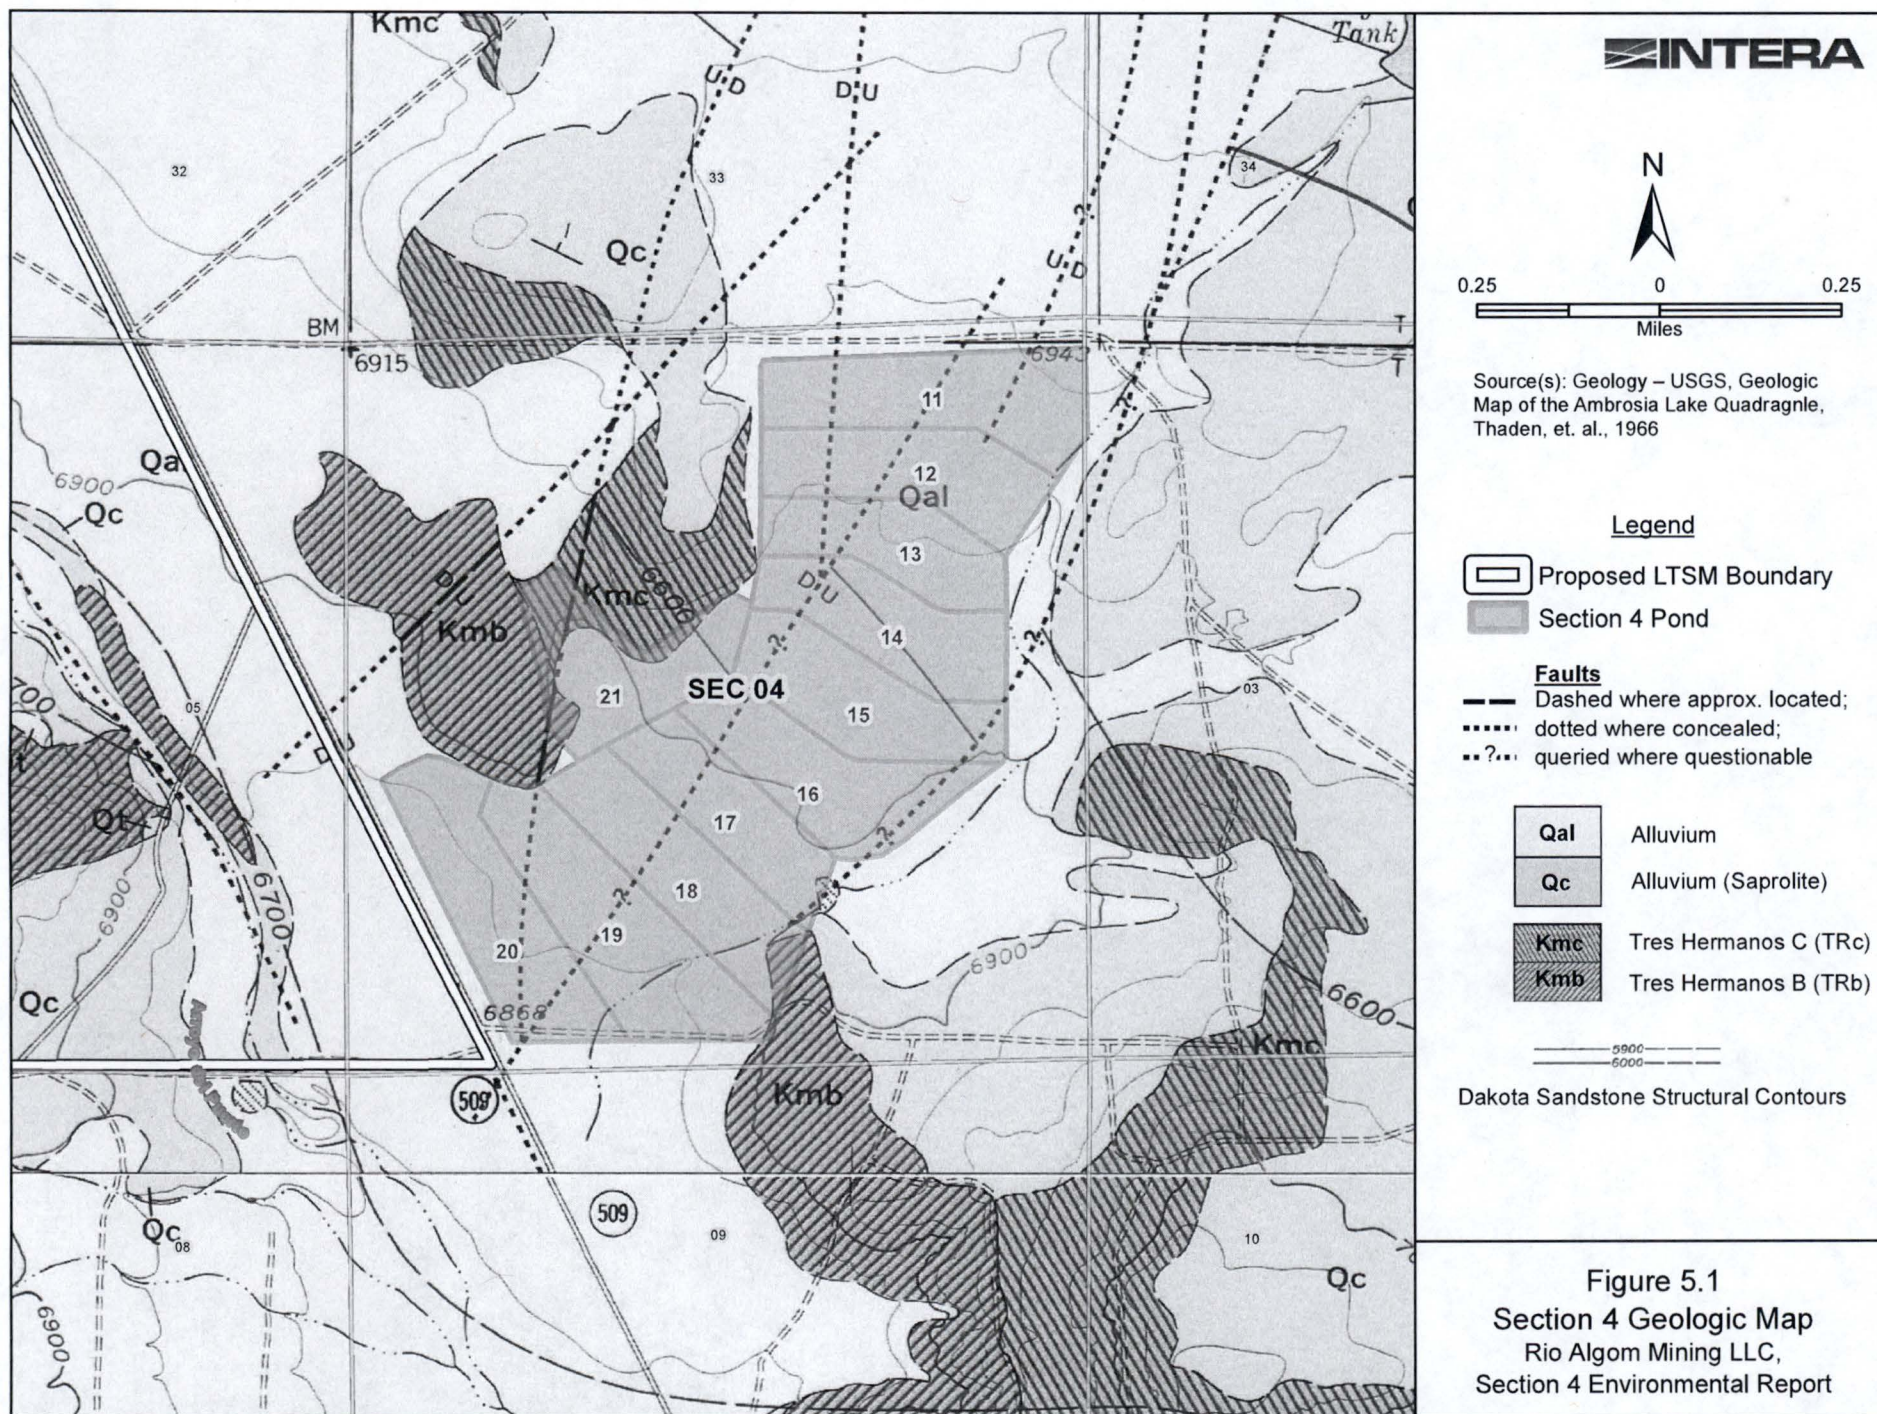 Kmc
Tank
U D
D U
32
33
34
Qc
?
U D
BM
6915
6943
T
T
11
12
Qal
13
6900
Qc
D U
Kmc
6600
Kmb
D U
?
?
?
14
21
SEC 04
15
03
05
700
t
Qt
16
17
?
18
19
20
?
6900
6700
6900
Qc
6868
6600
Kmc
Kmb
509
509
Qc
08
09
10
Qc
6900
INTERA
N
0.25 0 0.25
Miles
Source(s): Geology – USGS, Geologic
Map of the Ambrosia Lake Quadragnle,
Thaden, et. al., 1966
Legend
Proposed LTSM Boundary
Section 4 Pond
Faults
Dashed where approx. located;
dotted where concealed;
?
queried where questionable
Qal Alluvium
Qc Alluvium (Saprolite)
Kmc Tres Hermanos C (TRc)
Kmb Tres Hermanos B (TRb)
5900
6000
Dakota Sandstone Structural Contours
Figure 5.1
Section 4 Geologic Map
Rio Algom Mining LLC,
Section 4 Environmental Report